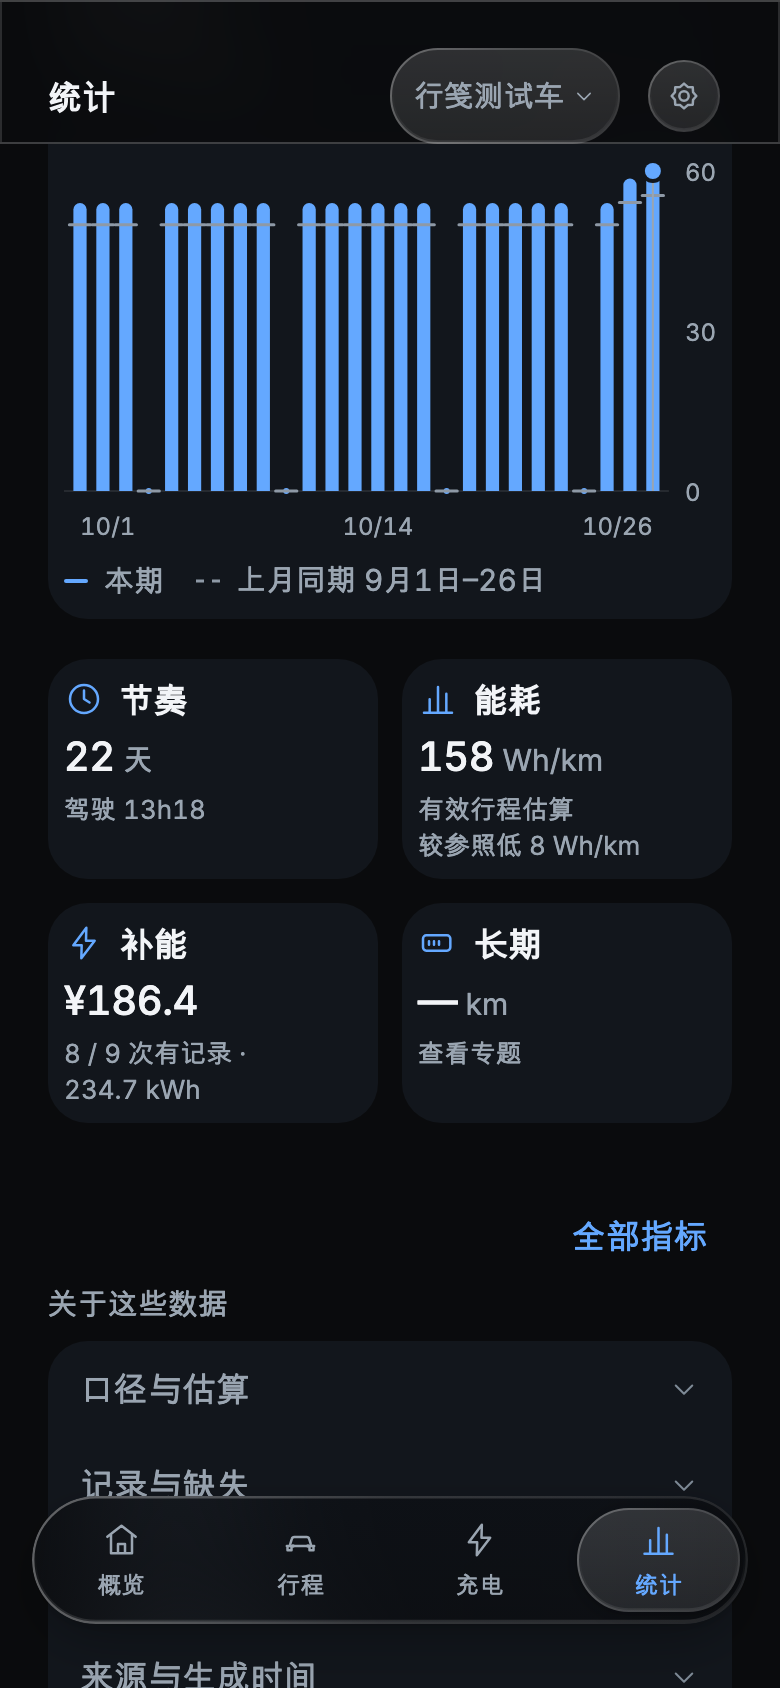 统计
行笺测试车
60
30
0
10/1
10/14
10/26
本期
-- 上月同期 9月1日–26日
节奏
22 天
驾驶 13h18
能耗
158 Wh/km
有效行程估算
较参照低 8 Wh/km
补能
¥186.4
8 / 9 次有记录 ·
234.7 kWh
长期
— km
查看专题
全部指标
关于这些数据
口径与估算
记录与缺失
概览
行程
充电
统计
来源与生成时间